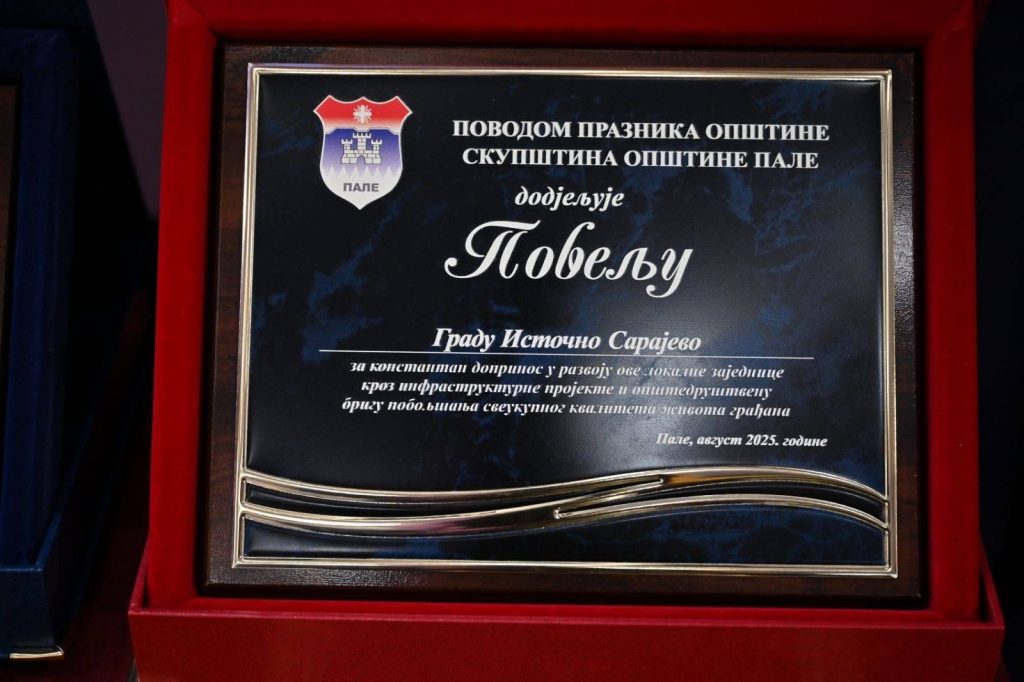 ПАЛЕ
ПОВОДОМ ПРАЗНИКА ОПШТИНЕ
СКУПШТИНА ОПШТИНЕ ПАЛЕ
додјељује
Повељу
Граду Источно Сарајево
за константан допринос у развоју ове локалне заједнице
кроз инфраструктурне пројекте и општедруштвену
бригу побољшања свеукупног квалитета живота грађана
Пале, август 2025. године